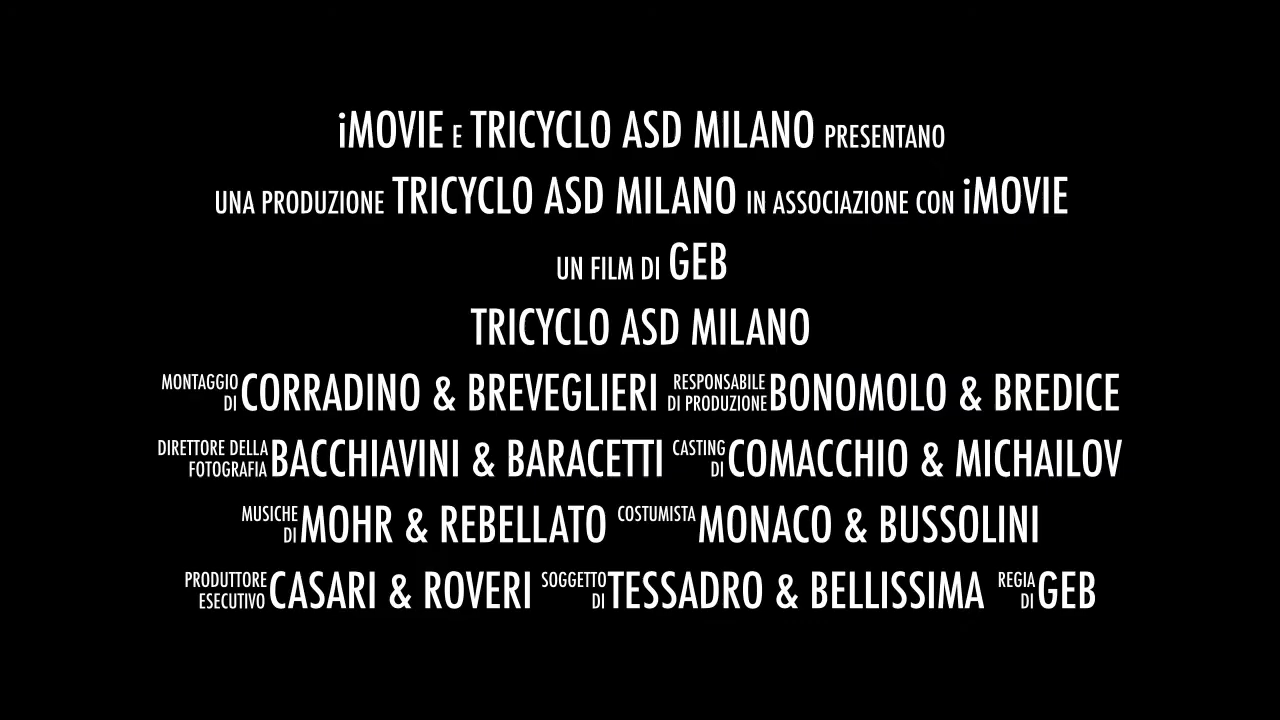 iMOVIE E TRICYCLO ASD MILANO PRESENTANO
UNA PRODUZIONE TRICYCLO ASD MILANO IN ASSOCIAZIONE CON iMOVIE
UN FILM DI GEB
TRICYCLO ASD MILANO
MONTAGGIO DI CORRADINO & BREVEGLIERI RESPONSABILE DI PRODUZIONE BONOMOLO & BREDICE
DIRETTORE DELLA FOTOGRAFIA BACCHIAVINI & BARACETTI CASTING DI COMACCHIO & MICHAILOV
MUSICHE DI MOHR & REBELLATO COSTUMISTA MONACO & BUSSOLINI
PRODUTTORE ESECUTIVO CASARI & ROVERI SOGGETTO DI TESSADRO & BELLISSIMA REGIA DI GEB